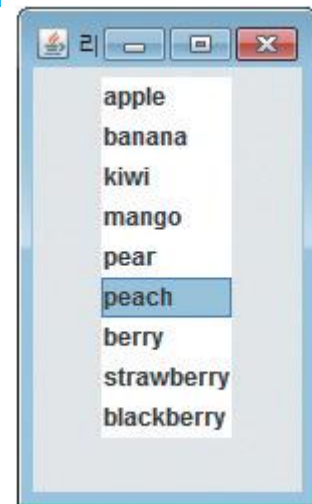 리
apple
banana
kiwi
mango
pear
peach
berry
strawberry
blackberry